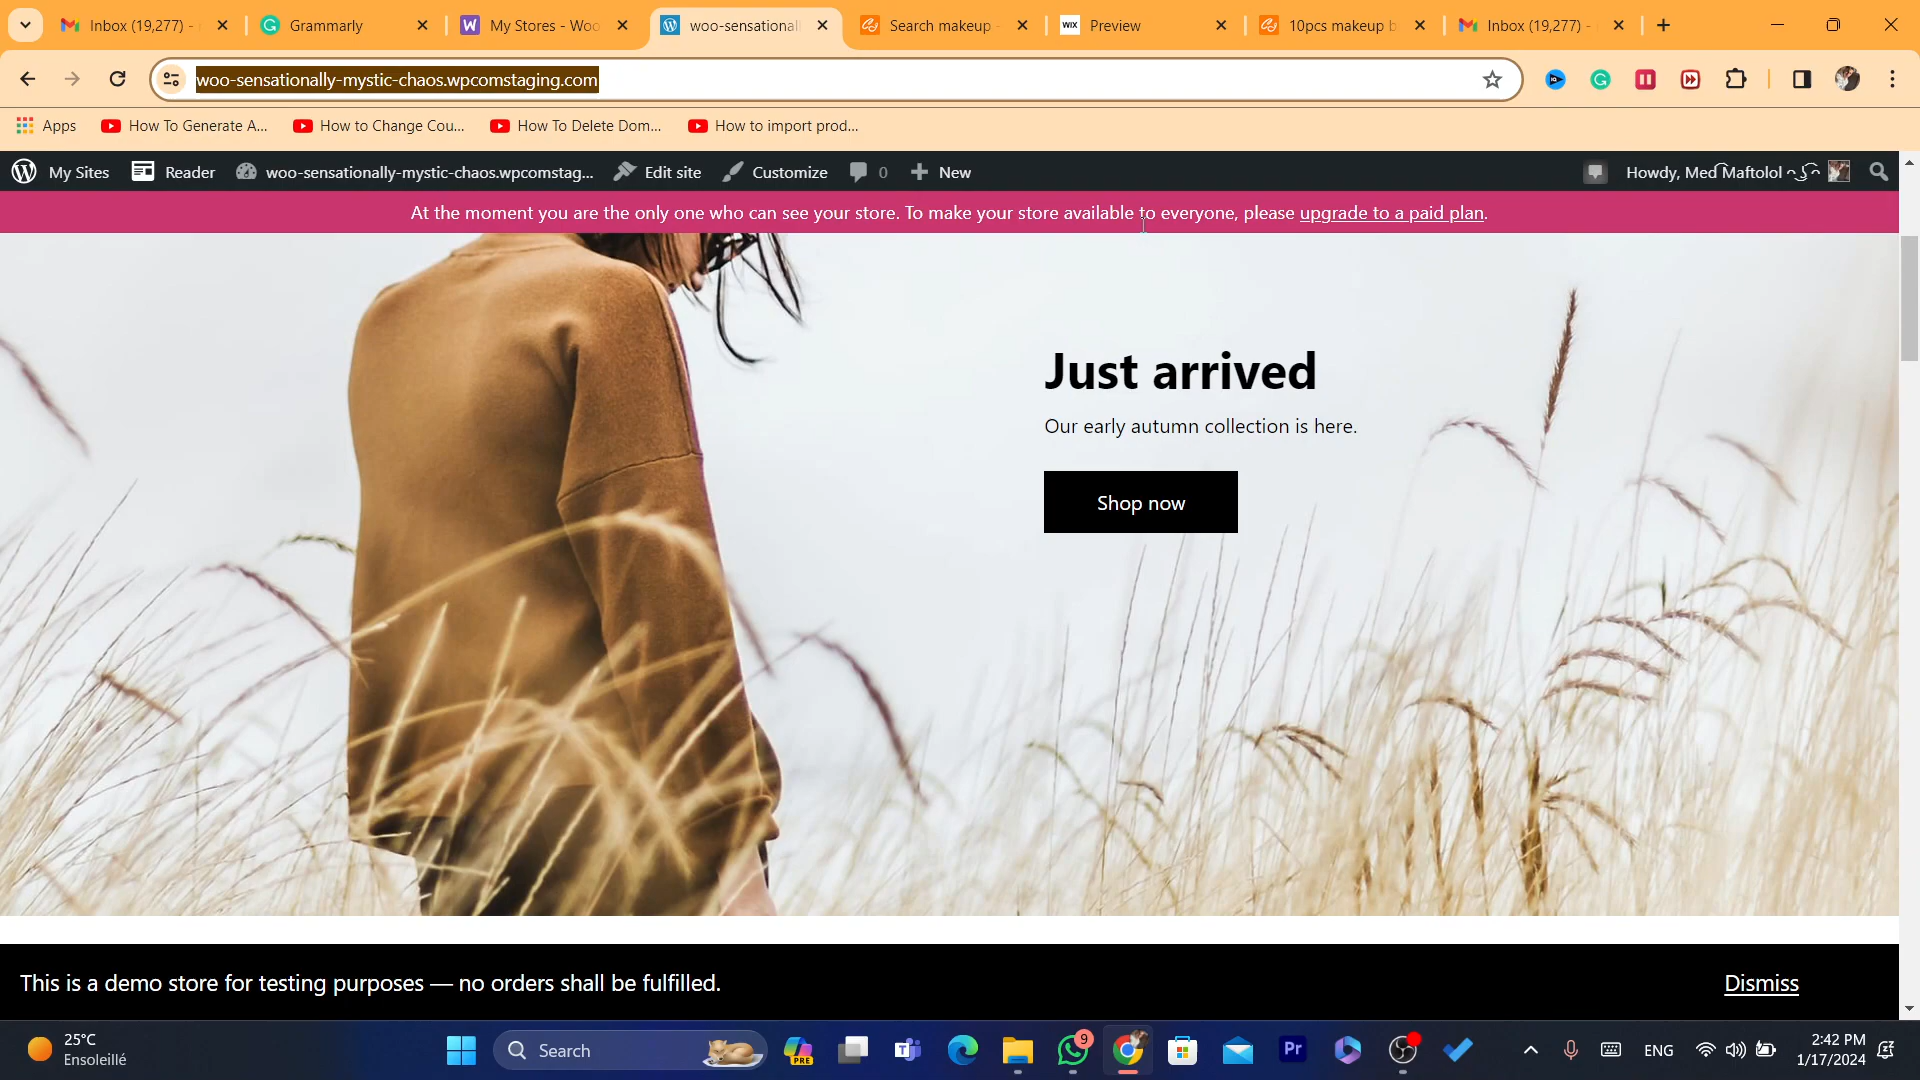 Inbox (19,277) -
Grammarly
My Stores - Woo
woo-sensational
Search makeup -
WIX
Preview
10pcs makeup b
Inbox (19,277) -
woo-sensationally-mystic-chaos.wpcomstaging.com
Apps
How To Generate A...
How to Change Cou...
How To Delete Dom...
How to import prod...
My Sites
Reader
woo-sensationally-mystic-chaos.wpcomstag...
Edit site
Customize
0
New
Howdy, Med Maftolol
At the moment you are the only one who can see your store. To make your store available to everyone, please upgrade to a paid plan.
Just arrived
Our early autumn collection is here.
Shop now
This is a demo store for testing purposes — no orders shall be fulfilled.
Dismiss
25°C
Ensoleillé
Search
PRE
9
Pr
ENG
2:42 PM
1/17/2024